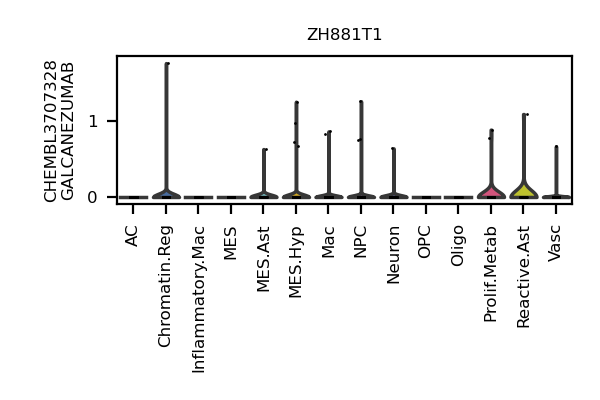 ZH881T1
CHEMBL3707328
GALCANEZUMAB
1
0
AC
Chromatin.Reg
Inflammatory.Mac
MES
MES.Ast
MES.Hyp
Mac
NPC
Neuron
OPC
Oligo
Prolif.Metab
Reactive.Ast
Vasc